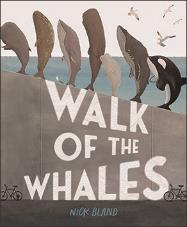 WALK
OF THE
WHALES
NICK BLAND